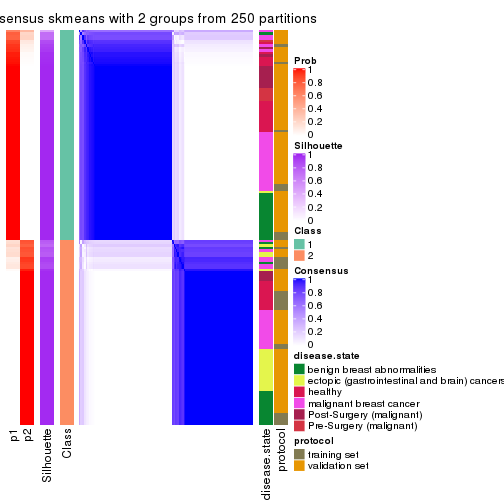 sensus skmeans with 2 groups from 250 partitions
Prob
1
0.8
0.6
0.4
0.2
0
Silhouette
1
0.8
0.6
0.4
0.2
0
Class
1
2
Consensus
1
0.8
0.6
0.4
0.2
0
disease.state
benign breast abnormalities
ectopic (gastrointestinal and brain) cancers
healthy
malignant breast cancer
Post-Surgery (malignant)
Pre-Surgery (malignant)
protocol
training set
validation set
p1
p2
Silhouette
Class
disease.state
protocol